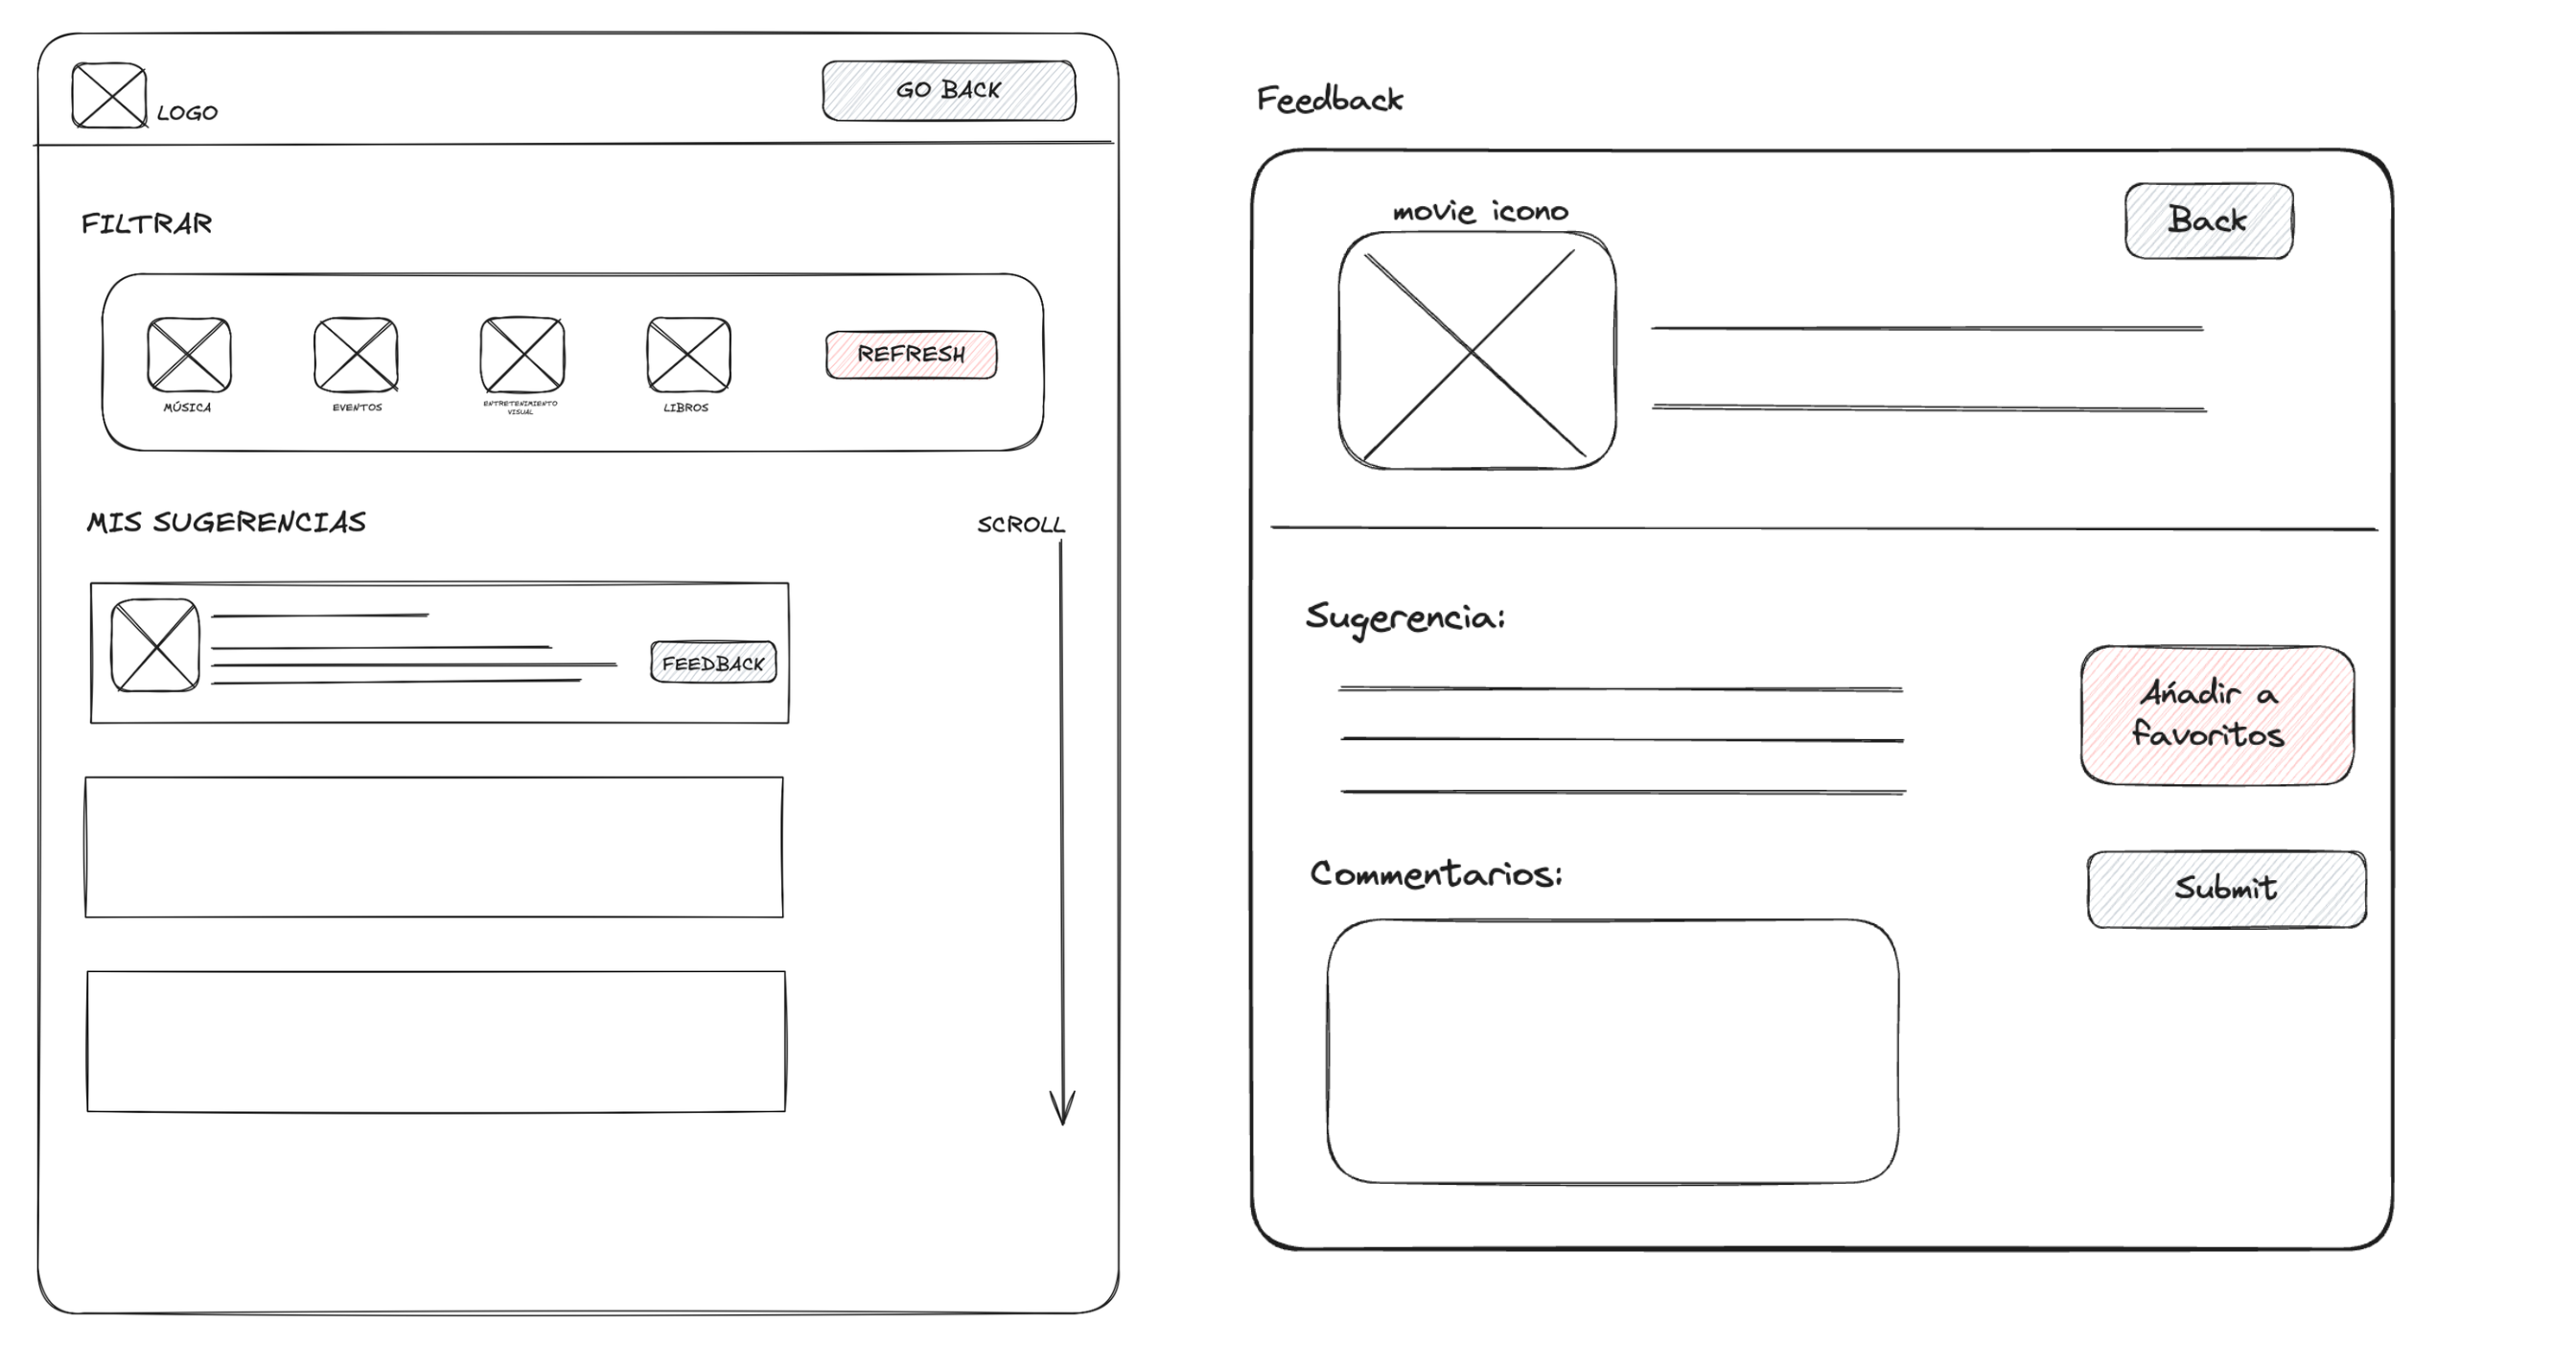 LOGO
GO BACK
FILTRAR
MÚSICA
EVENTOS
ENTRETENIMIENTO
VISUAL
LIBROS
REFRESH
MIS SUGERENCIAS
SCROLL
FEEDBACK
Feedback
movie icono
Back
Sugerencia:
Añadir a
favoritos
Commentarios:
Submit